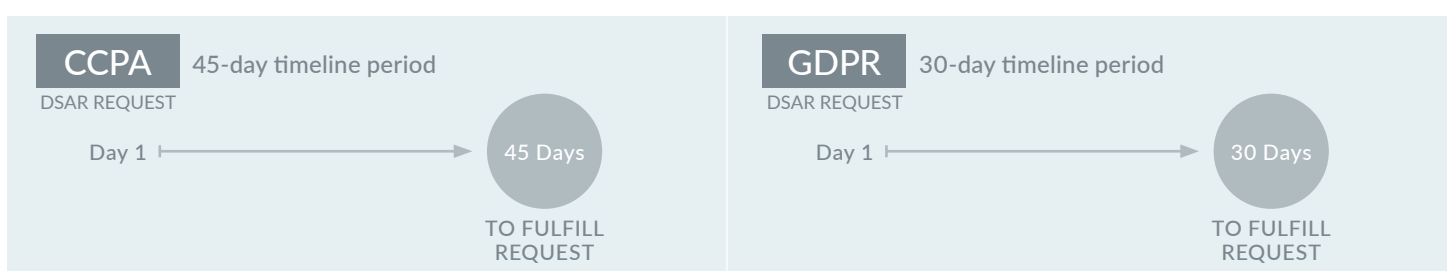 CCPA 45-day timeline period
DSAR REQUEST
Day 1
45 Days
TO FULFILL
REQUEST
GDPR 30-day timeline period
DSAR REQUEST
Day 1
30 Days
TO FULFILL
REQUEST